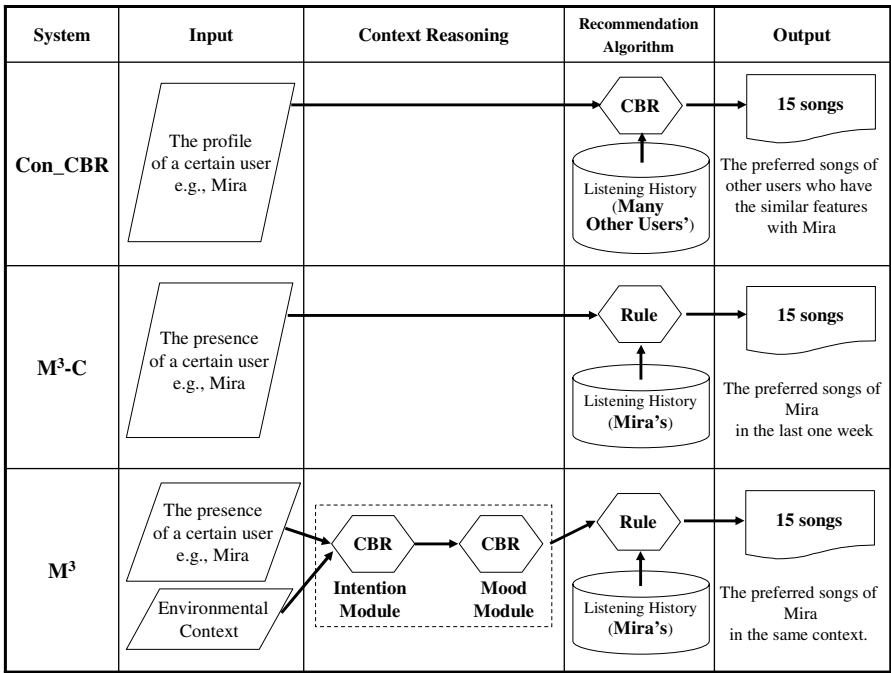 System
Input
Context Reasoning
Recommendation
Algorithm
Output
Con_CBR
The profile
of a certain user
e.g., Mira
CBR
Listening History
(Many
Other Users’)
15 songs
The preferred songs of
other users who have
the similar features
with Mira
M³-C
The presence
of a certain user
e.g., Mira
Rule
Listening History
(Mira’s)
15 songs
The preferred songs of
Mira
in the last one week
M³
The presence
of a certain user
e.g., Mira
Environmental
Context
CBR
Intention
Module
CBR
Mood
Module
Rule
Listening History
(Mira’s)
15 songs
The preferred songs of
Mira
in the same context.